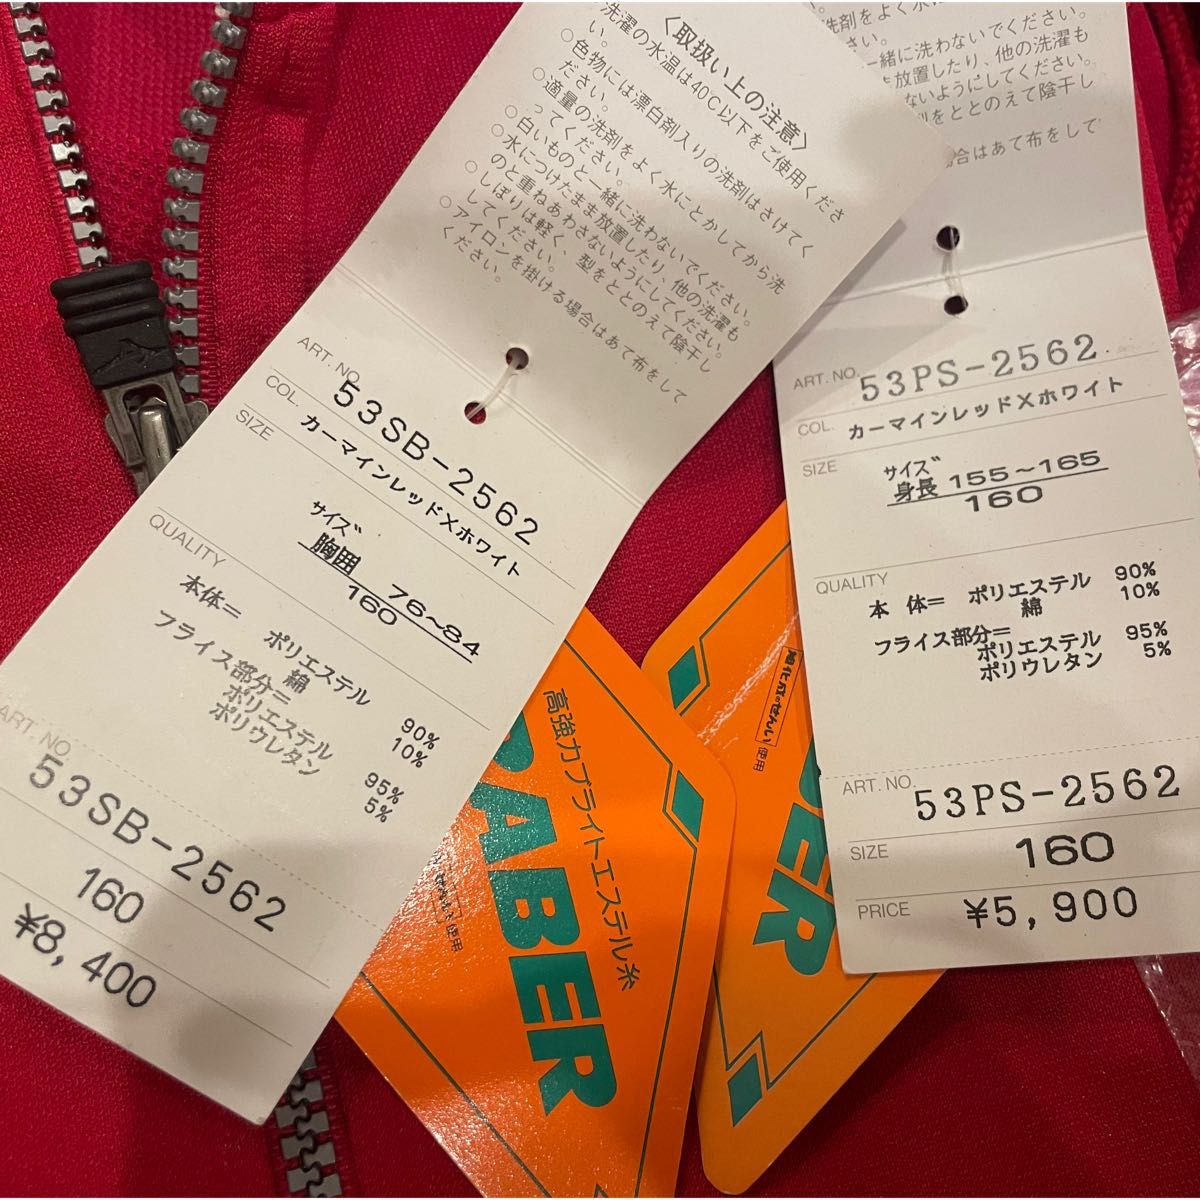 〈取扱い上の注意〉
洗濯の水温は40℃以下をご使用くださ
い。
○色物には漂白剤入りの洗剤はさけてく
ださい。
○適量の洗剤をよく水にとかしてから洗
ってください。
○白いものと一緒に洗わないでください。
○水につけたまま放置したり、他の洗濯も
のと重ねあわさないようにしてください。
○しぼりは軽く、型をととのえて陰干し
してください。
○アイロンを掛ける場合はあて布をして
ください。
ART. NO.
53SB-2562
COL.
カーマインレッド×ホワイト
SIZE
サイズ
胸囲 76〜84
160
QUALITY
本体= ポリエステル 90%
綿 10%
フライス部分=
ポリエステル 95%
ポリウレタン 5%
ART. NO
53SB-2562
160
¥8,400
洗剤をよく水に
さい。
一緒に洗わないでください。
放置したり、他の洗濯も
ないようにしてください。
型をととのえて陰干し
場合はあて布をして
ART. NO.
53PS-2562
COL.
カーマインレッド×ホワイト
SIZE
サイズ
身長 155〜165
160
QUALITY
本 体= ポリエステル 90%
綿 10%
フライス部分=
ポリエステル 95%
ポリウレタン 5%
ART. NO.
53PS-2562
SIZE
160
PRICE
¥5,900
高強力ブライトエステル糸
ABER
使用
旭化成のせんい
使用
BER